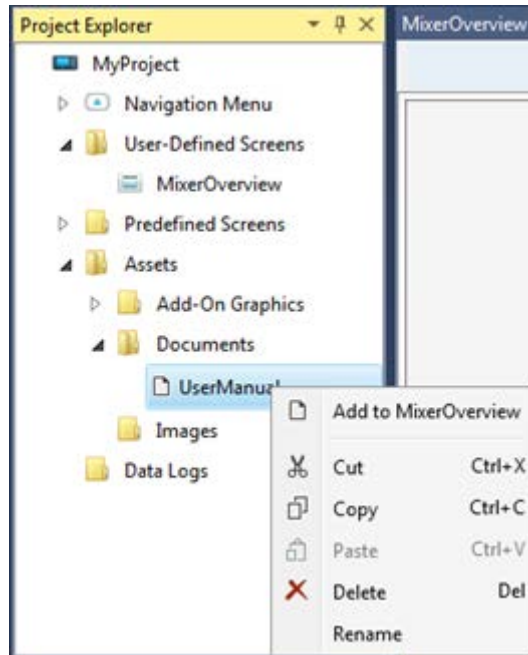 Project Explorer
MixerOverview
MyProject
Navigation Menu
User-Defined Screens
MixerOverview
Predefined Screens
Assets
Add-On Graphics
Documents
UserManual
Images
Data Logs
Add to MixerOverview
Cut Ctrl+X
Copy Ctrl+C
Paste Ctrl+V
Delete Del
Rename